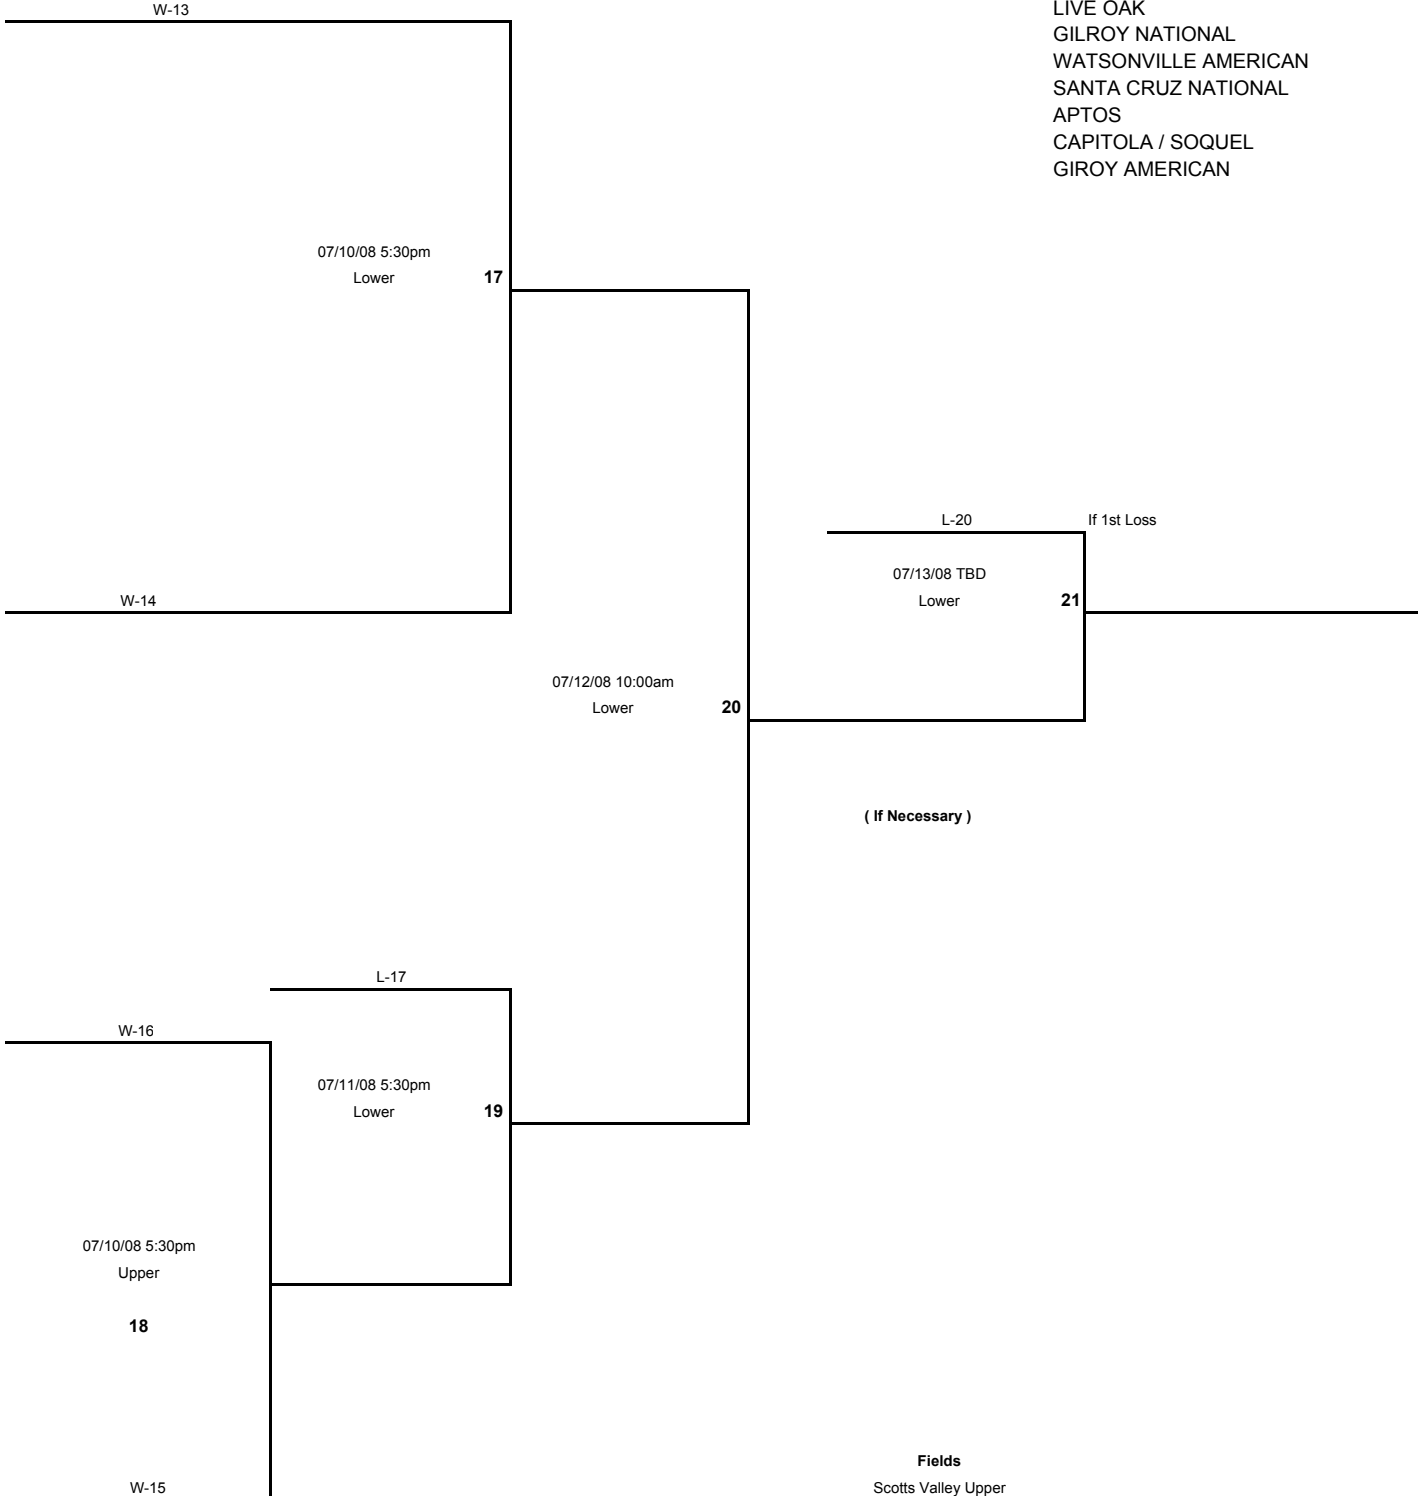 W-13
LIVE OAK
GILROY NATIONAL
WATSONVILLE AMERICAN
SANTA CRUZ NATIONAL
APTOS
CAPITOLA / SOQUEL
GIROY AMERICAN
07/10/08 5:30pm
Lower 17
L-20 If 1st Loss
07/13/08 TBD
W-14 Lower 21
07/12/08 10:00am
Lower 20
( If Necessary )
L-17
W-16
07/11/08 5:30pm
Lower 19
07/10/08 5:30pm
Upper
18
Fields
W-15 Scotts Valley Upper